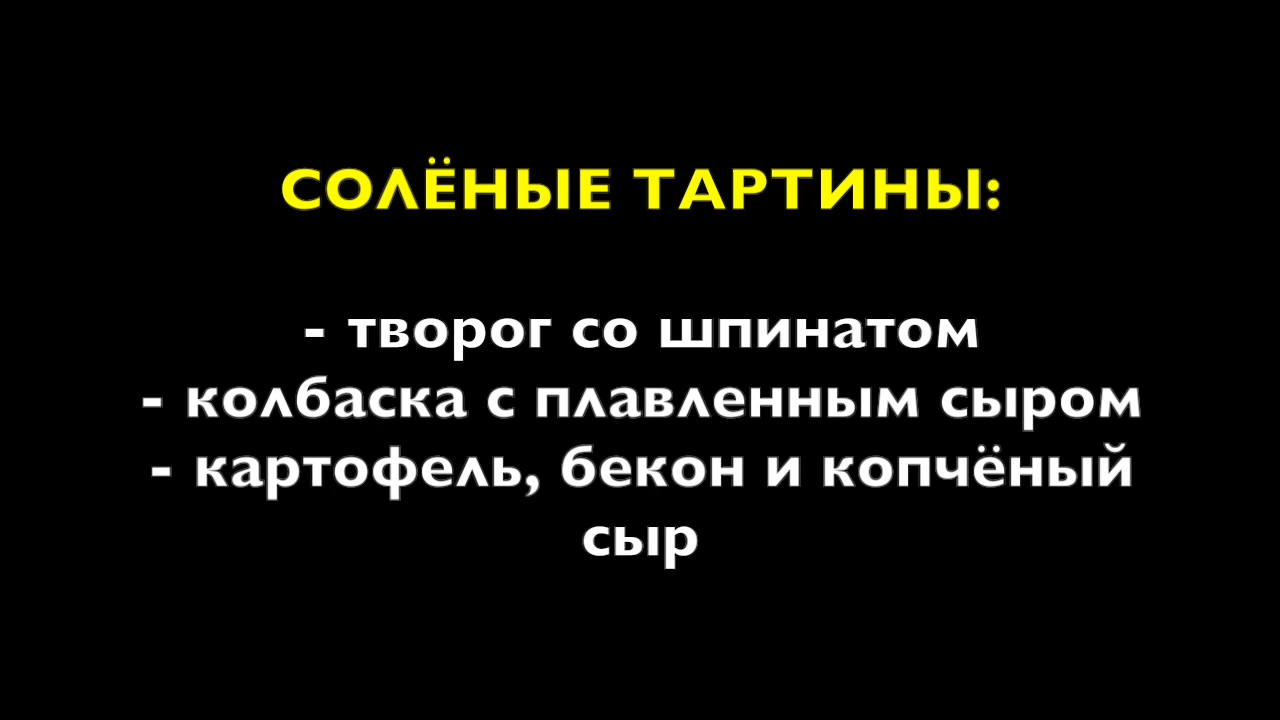 СОЛЁНЫЕ ТАРТИНЫ:
- творог со шпинатом
- колбаска с плавленным сыром
- картофель, бекон и копчёный
сыр